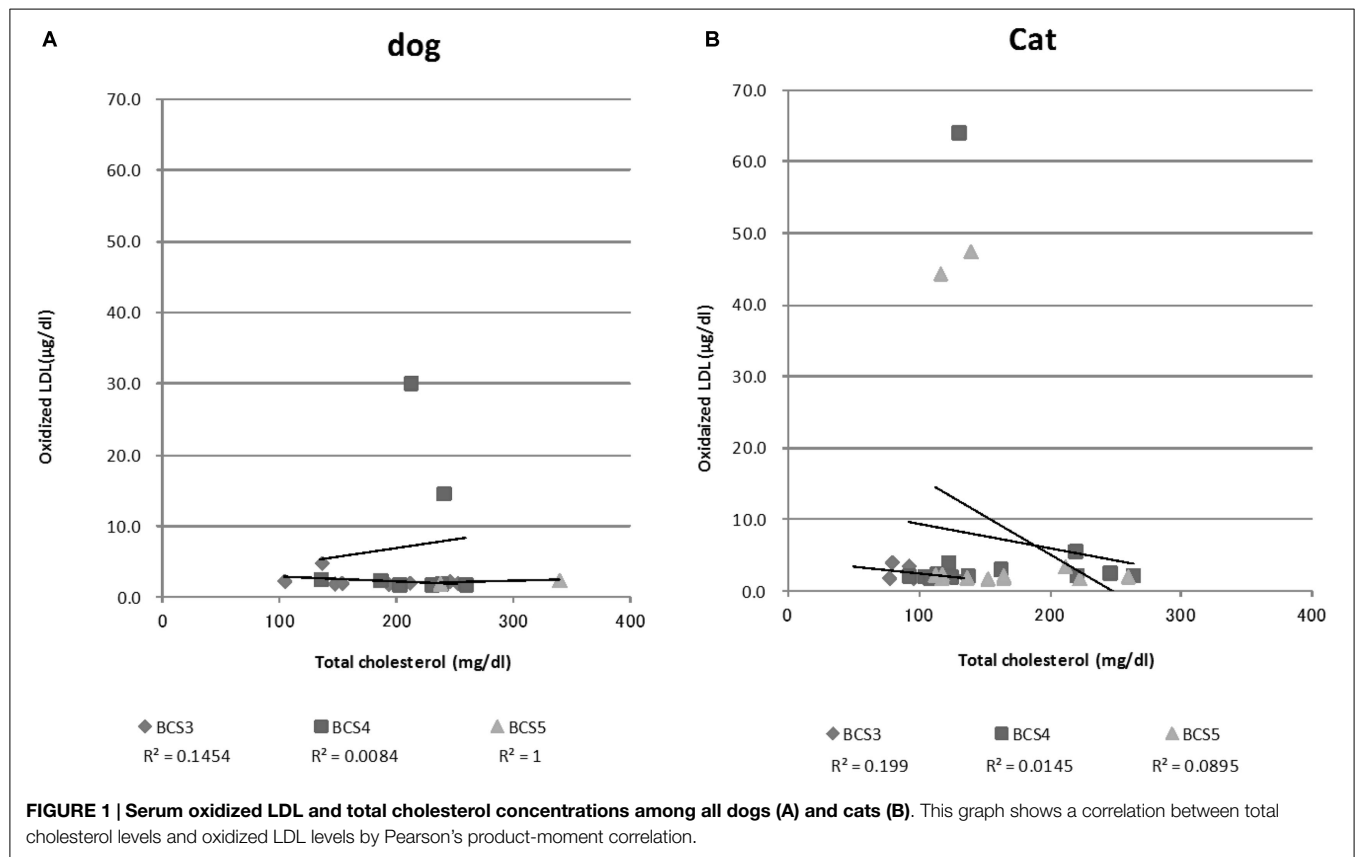 A
dog
70.0
60.0
50.0
40.0
30.0
20.0
10.0
0.0
Oxidized LDL(µg/dl)
0 100 200 300 400
Total cholesterol (mg/dl)
BCS3 BCS4 BCS5
R² = 0.1454 R² = 0.0084 R² = 1
B
Cat
70.0
60.0
50.0
40.0
30.0
20.0
10.0
0.0
Oxidaized LDL (µg/dl)
0 100 200 300 400
Total cholesterol (mg/dl)
BCS3 BCS4 BCS5
R² = 0.199 R² = 0.0145 R² = 0.0895
FIGURE 1 | Serum oxidized LDL and total cholesterol concentrations among all dogs (A) and cats (B). This graph shows a correlation between total
cholesterol levels and oxidized LDL levels by Pearson's product-moment correlation.